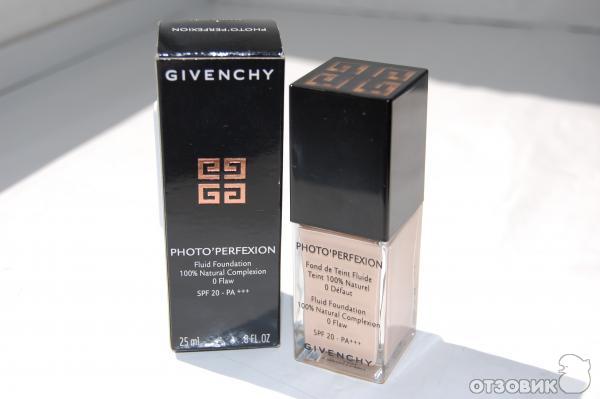 PHOTO'PERFEXION
GIVENCHY
PHOTO'PERFEXION
Fluid Foundation
100% Natural Complexion
0 Flaw
SPF 20 - PA +++
25 ml .8 FL.OZ
PHOTO'PERFEXION
Fond de Teint Fluide
Teint 100% Naturel
0 Défaut
Fluid Foundation
100% Natural Complexion
0 Flaw
SPF 20 - PA+++
GIVENCHY
ОТЗОВИК